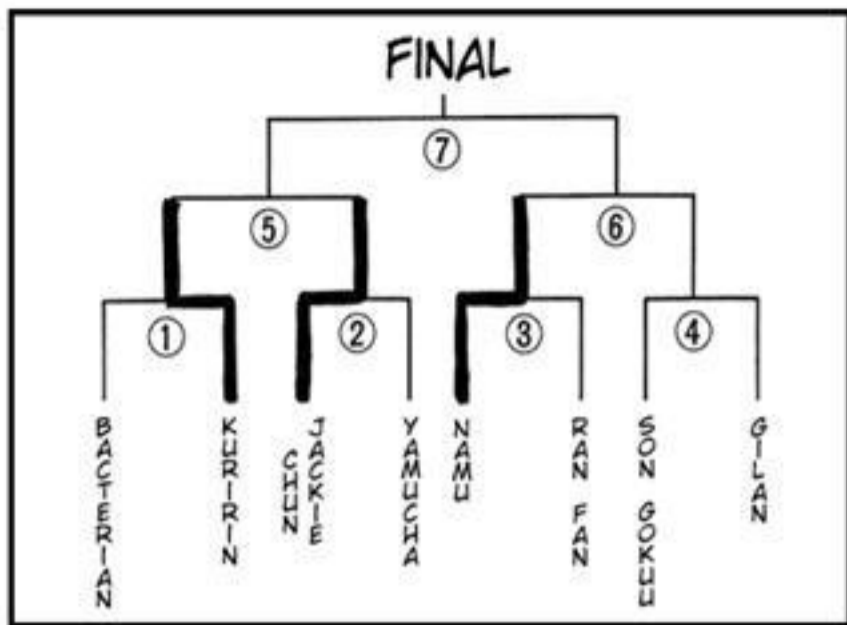 FINAL
⑦
⑤
⑥
①
②
③
④
BACTERIAN
KURIRIN
JACKIE
CHUN
YAMUCHA
NAMU
RAN FAN
SON GOKUU
GILAN